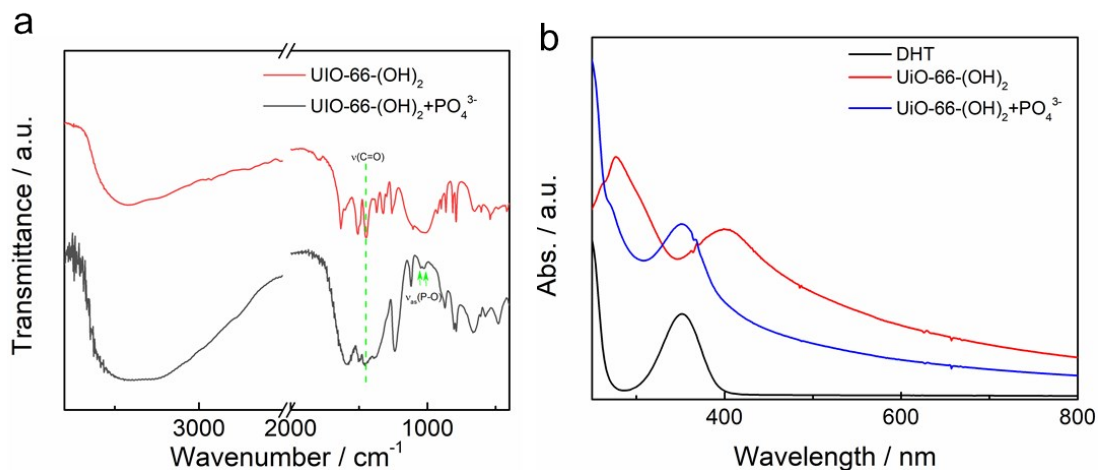 a
UIO-66-(OH)₂
UIO-66-(OH)₂+PO₄³⁻
ν(C=O)
νas(P-O)
Transmittance / a.u.
3000 2000 1000
Wavenumber / cm⁻¹
b
DHT
UiO-66-(OH)₂
UiO-66-(OH)₂+PO₄³⁻
Abs. / a.u.
400 600 800
Wavelength / nm